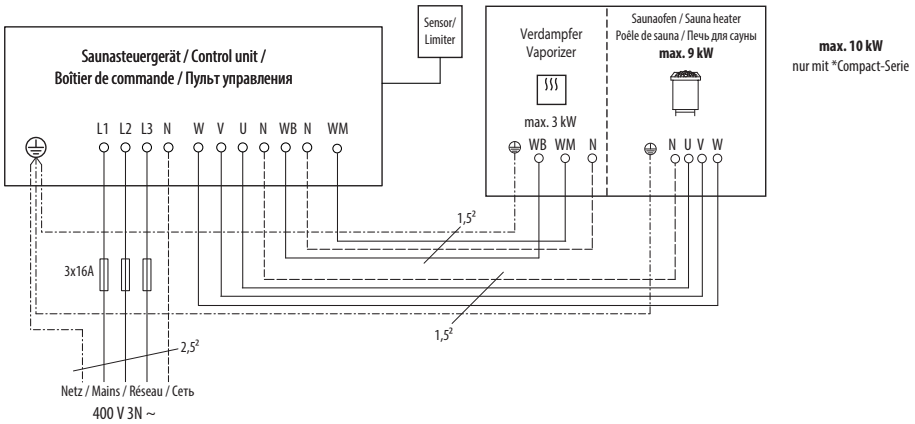 Saunasteuergerät / Control unit /
Boîtier de commande / Пульт управления
Sensor/
Limiter
Verdampfer
Vaporizer
max. 3 kW
Saunaofen / Sauna heater
Poêle de sauna / Печь для сауны
max. 9 kW
max. 10 kW
nur mit *Compact-Serie
L1 L2 L3 N W V U N WB N WM
WB WM N
N U V W
1,5²
3x16A
1,5²
2,5²
Netz / Mains / Réseau / Сеть
400 V 3N ~